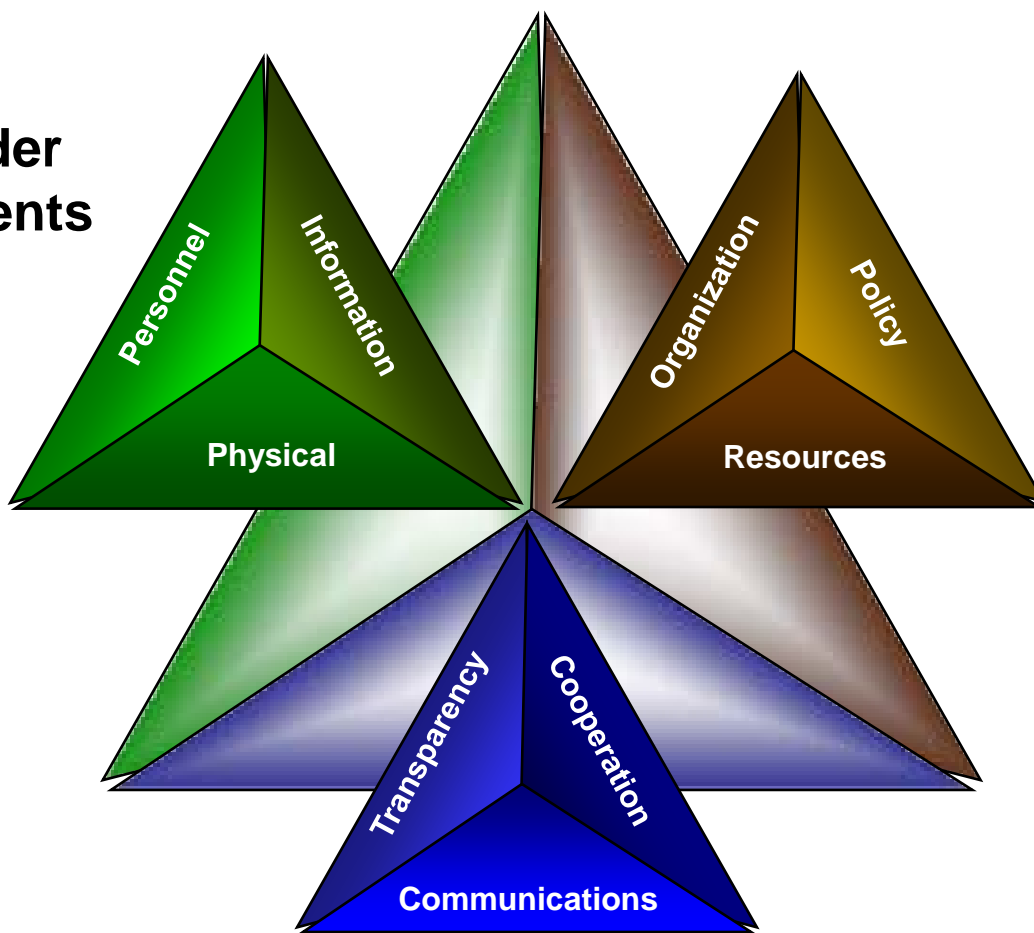 der
ents
Personnel
Information
Physical
Organization
Policy
Resources
Transparency
Cooperation
Communications